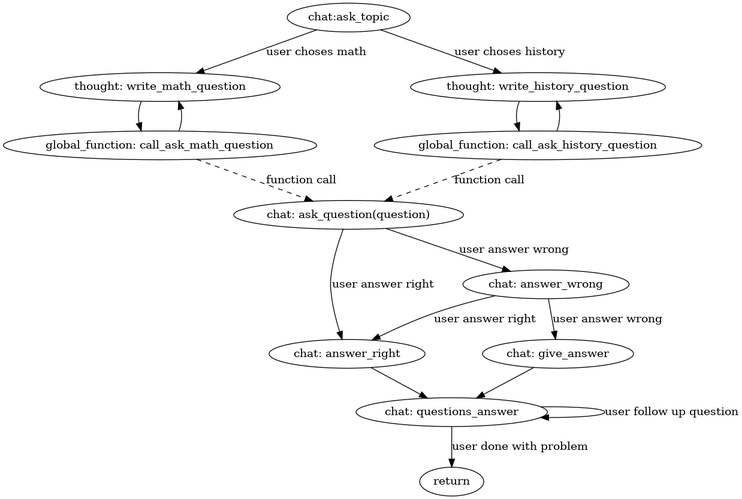 chat:ask_topic
user choses math
user choses history
thought: write_math_question
thought: write_history_question
global_function: call_ask_math_question
global_function: call_ask_history_question
function call
function call
chat: ask_question(question)
user answer wrong
user answer right
chat: answer_wrong
user answer right
user answer wrong
chat: answer_right
chat: give_answer
chat: questions_answer
user follow up question
user done with problem
return